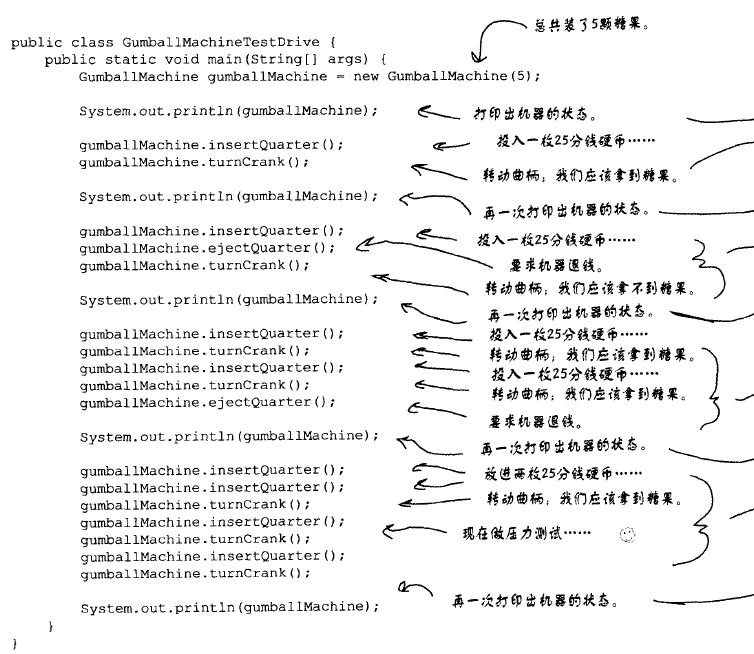 总共装了5颗糖果。
public class GumballMachineTestDrive {
public static void main(String[] args) {
GumballMachine gumballMachine = new GumballMachine(5);
System.out.println(gumballMachine); 打印出机器的状态。
gumballMachine.insertQuarter(); 投入一枚25分钱硬币……
gumballMachine.turnCrank(); 转动曲柄；我们应该拿到糖果。
System.out.println(gumballMachine); 再一次打印出机器的状态。
gumballMachine.insertQuarter(); 投入一枚25分钱硬币……
gumballMachine.ejectQuarter(); 要求机器退钱。
gumballMachine.turnCrank(); 转动曲柄；我们应该拿不到糖果。
System.out.println(gumballMachine); 再一次打印出机器的状态。
gumballMachine.insertQuarter(); 投入一枚25分钱硬币……
gumballMachine.turnCrank(); 转动曲柄；我们应该拿到糖果。
gumballMachine.insertQuarter(); 投入一枚25分钱硬币……
gumballMachine.turnCrank(); 转动曲柄；我们应该拿到糖果。
gumballMachine.ejectQuarter(); 要求机器退钱。
System.out.println(gumballMachine); 再一次打印出机器的状态。
gumballMachine.insertQuarter(); 放进两枚25分钱硬币……
gumballMachine.insertQuarter();
gumballMachine.turnCrank(); 转动曲柄；我们应该拿到糖果。
gumballMachine.insertQuarter();
gumballMachine.turnCrank(); 现在做压力测试……
gumballMachine.insertQuarter();
gumballMachine.turnCrank();
System.out.println(gumballMachine); 再一次打印出机器的状态。
}
}